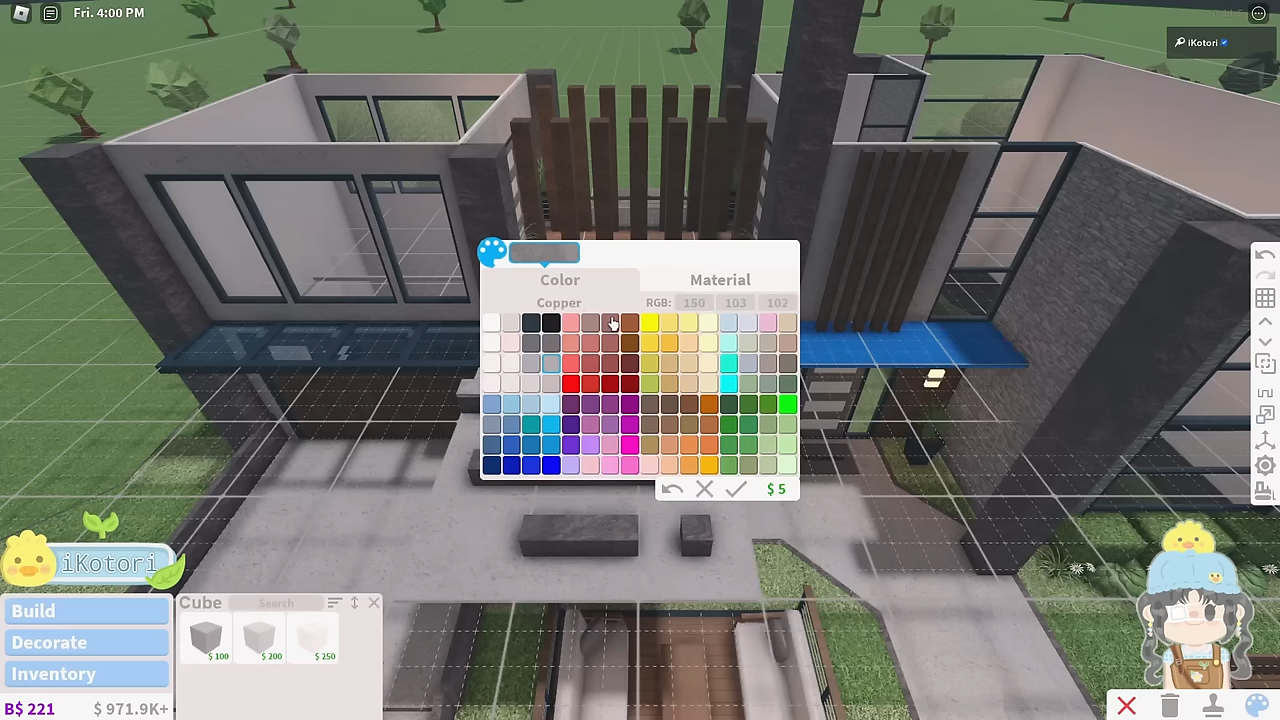 Fri. 4:00 PM
iKotori
Color
Material
Copper
RGB:
150
103
102
$ 5
iKotori
Build
Decorate
Inventory
B$ 221
$ 971.9K+
Cube
Search
$ 100
$ 200
$ 250